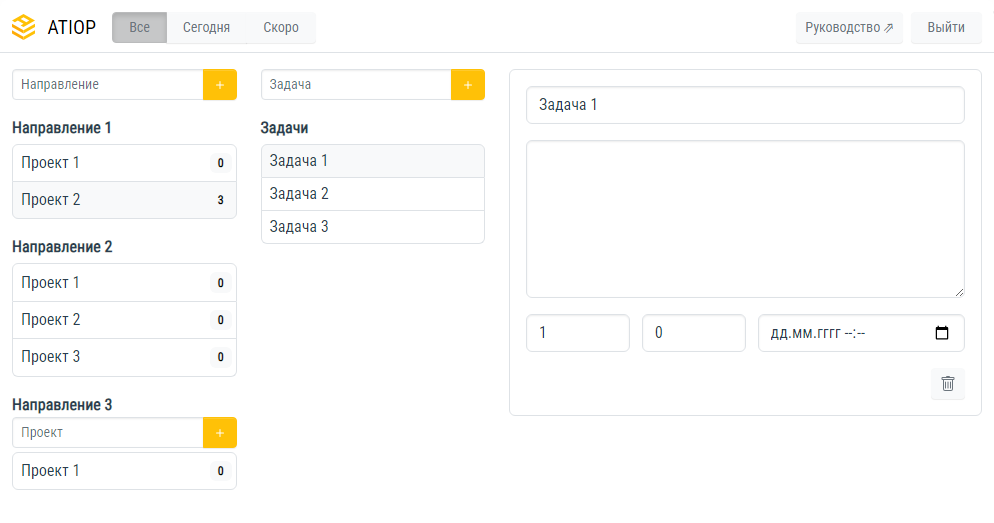 ATIOP Все Сегодня Скоро Руководство Выйти
Направление +
Направление 1
Проект 1 0
Проект 2 3
Направление 2
Проект 1 0
Проект 2 0
Проект 3 0
Направление 3
Проект +
Проект 1 0
Задача +
Задачи
Задача 1
Задача 2
Задача 3
Задача 1
1 0 дд.мм.гггг --:--